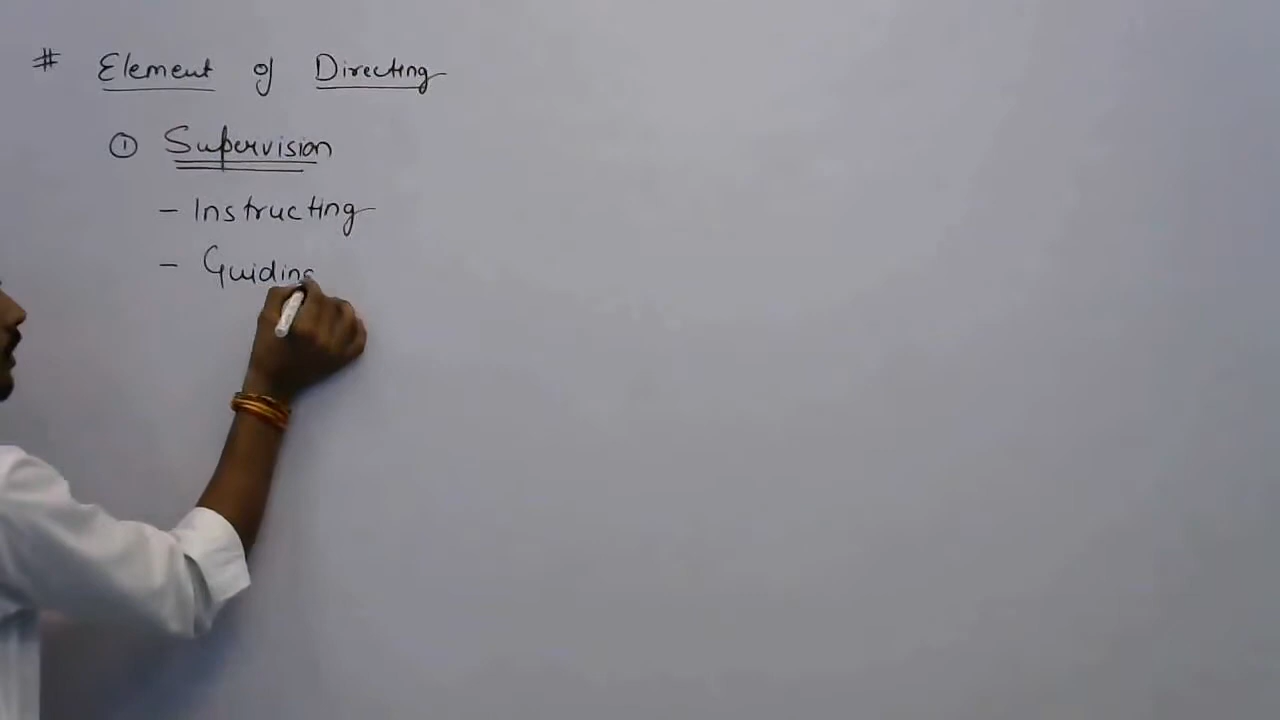 # Element of Directing
① Supervision
- Instructing
- Guiding